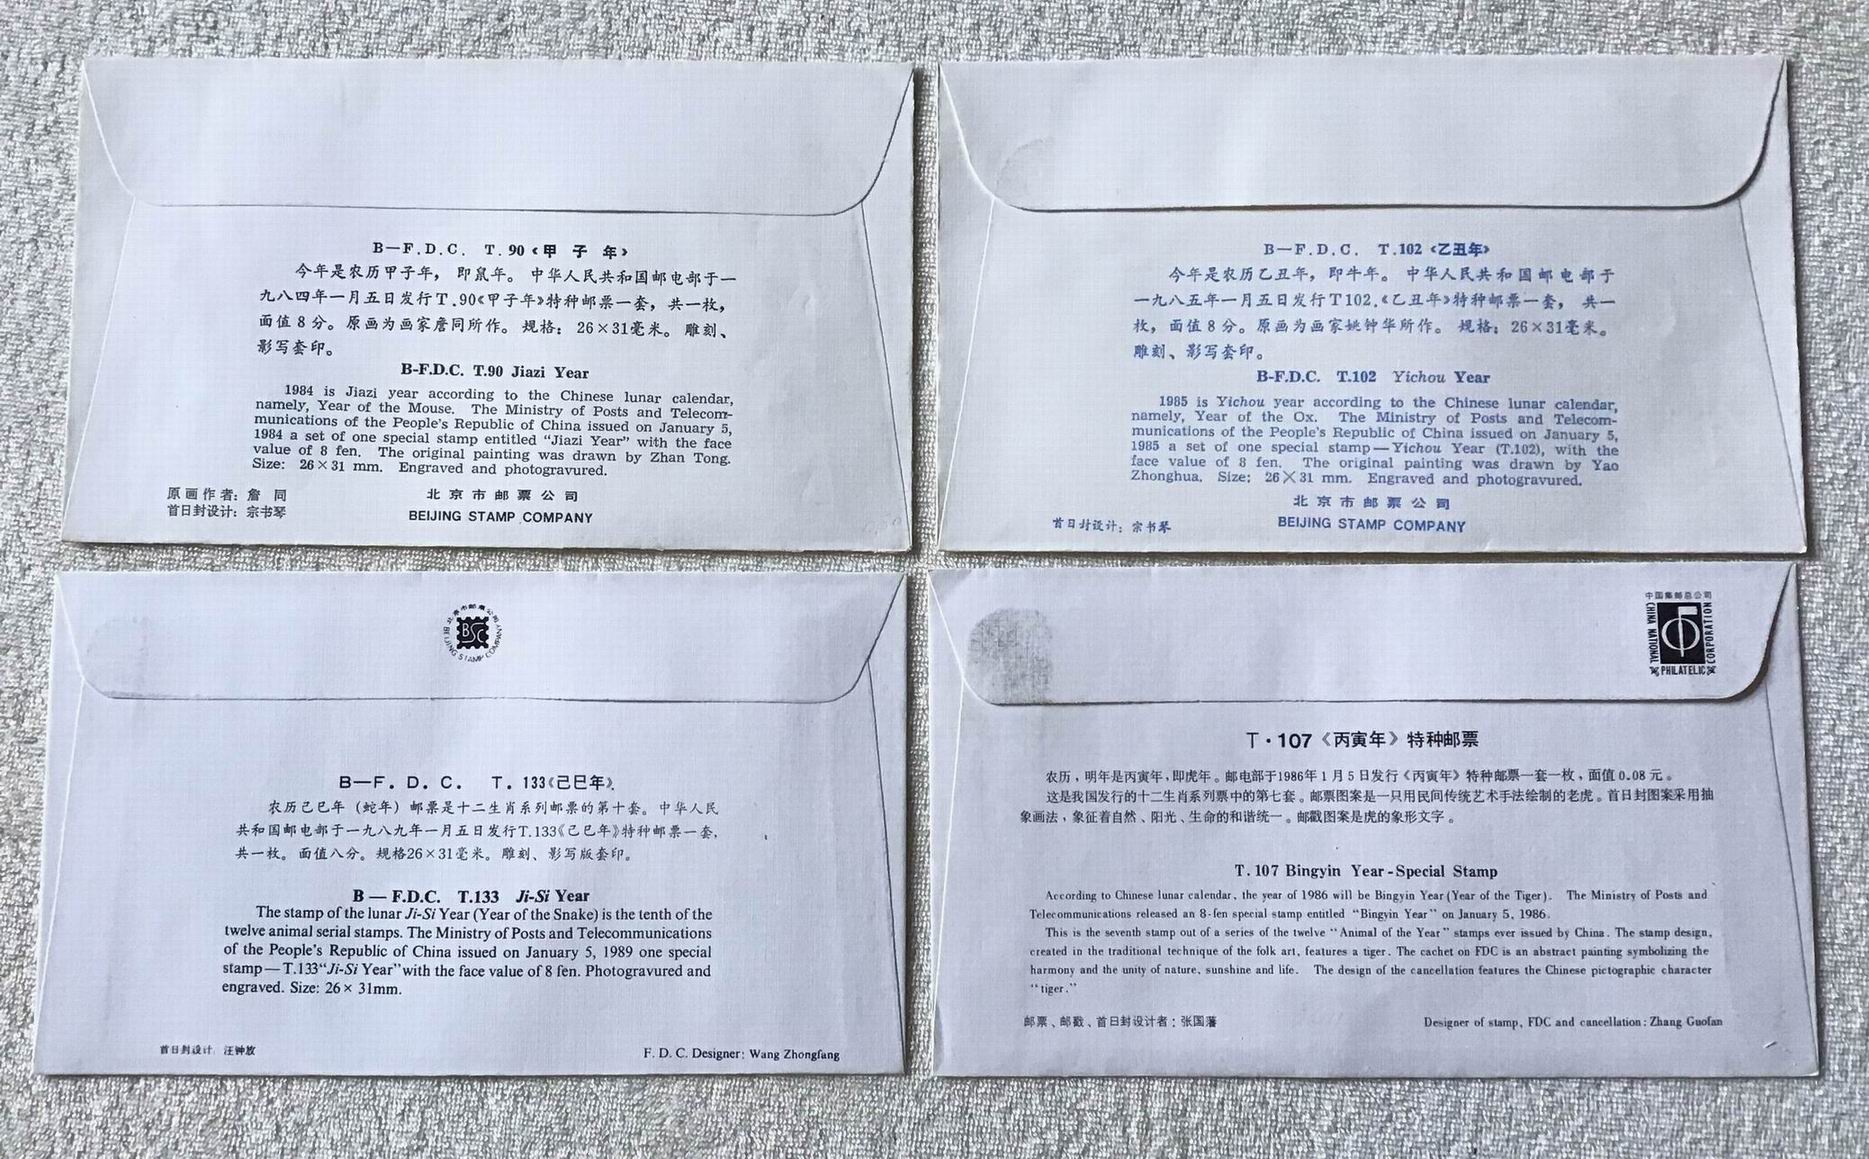 B—F.D.C. T.90《甲 子 年》
今年是农历甲子年，即鼠年。中华人民共和国邮电部于一
九八四年一月五日发行T.90《甲子年》特种邮票一套，共一枚，
面值8分。原画为画家詹同所作。规格：26×31毫米。雕刻、
影写套印。
B-F.D.C. T.90 Jiazi Year
1984 is Jiazi year according to the Chinese lunar calendar,
namely, Year of the Mouse. The Ministry of Posts and Telecom-
munications of the People's Republic of China issued on January 5,
1984 a set of one special stamp entitled "Jiazi Year" with the face
value of 8 fen. The original painting was drawn by Zhan Tong.
Size: 26×31 mm. Engraved and photogravured.
原画作者：詹 同
首日封设计：宗书琴
北京市邮票公司
BEIJING STAMP COMPANY
B—F.D.C. T.102《乙丑年》
今年是农历乙丑年，即牛年。中华人民共和国邮电部于
一九八五年一月五日发行T102.《乙丑年》特种邮票一套，共一
枚，面值8分。原画为画家姚钟华所作。规格：26×31毫米。
雕刻、影写套印。
B-F.D.C. T.102 Yichou Year
1985 is Yichou year according to the Chinese lunar calendar,
namely, Year of the Ox. The Ministry of Posts and Telecom-
munications of the People's Republic of China issued on January 5,
1985 a set of one special stamp—Yichou Year (T.102), with the
face value of 8 fen. The original painting was drawn by Yao
Zhonghua. Size: 26×31 mm. Engraved and photogravured.
北京市邮票公司
BEIJING STAMP COMPANY
首日封设计：宗书琴
北京市邮票公司
BSC
BEIJING STAMP COMPANY
B—F.D.C. T.133《己巳年》
农历己巳年（蛇年）邮票是十二生肖系列邮票的第十套。中华人民
共和国邮电部于一九八九年一月五日发行T.133《己巳年》特种邮票一套，
共一枚。面值八分。规格26×31毫米。雕刻、影写版套印。
B — F.D.C. T.133 Ji-Si Year
The stamp of the lunar Ji-Si Year (Year of the Snake) is the tenth of the
twelve animal serial stamps. The Ministry of Posts and Telecommunications
of the People's Republic of China issued on January 5, 1989 one special
stamp—T.133"Ji-Si Year"with the face value of 8 fen. Photogravured and
engraved. Size: 26× 31mm.
首日封设计：汪钟放
F. D. C. Designer: Wang Zhongfang
中国集邮总公司
CHINA NATIONAL
PHILATELIC
CORPORATION
T·107《丙寅年》特种邮票
农历，明年是丙寅年，即虎年。邮电部于1986年1月5日发行《丙寅年》特种邮票一套一枚，面值0.08元。
这是我国发行的十二生肖系列票中的第七套。邮票图案是一只用民间传统艺术手法绘制的老虎。首日封图案采用抽
象画法，象征着自然、阳光、生命的和谐统一。邮戳图案是虎的象形文字。
T.107 Bingyin Year-Special Stamp
According to Chinese lunar calendar, the year of 1986 will be Bingyin Year (Year of the Tiger). The Ministry of Posts and
Telecommunications released an 8-fen special stamp entitled "Bingyin Year" on January 5, 1986.
This is the seventh stamp out of a series of the twelve "Animal of the Year" stamps ever issued by China. The stamp design,
created in the traditional technique of the folk art, features a tiger. The cachet on FDC is an abstract painting symbolizing the
harmony and the unity of nature, sunshine and life. The design of the cancellation features the Chinese pictographic character
"tiger."
邮票、邮戳、首日封设计者：张国藩
Designer of stamp, FDC and cancellation: Zhang Guofan